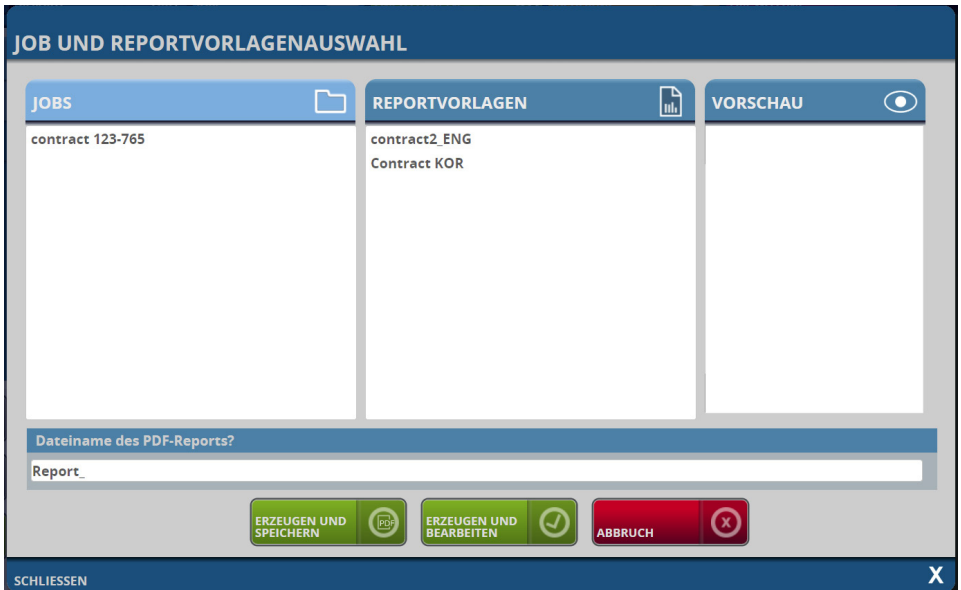 JOB UND REPORTVORLAGENAUSWAHL
JOBS
contract 123-765
REPORTVORLAGEN
contract2_ENG
Contract KOR
VORSCHAU
Dateiname des PDF-Reports?
Report_
ERZEUGEN UND
SPEICHERN
PDF
ERZEUGEN UND
BEARBEITEN
ABBRUCH
SCHLIESSEN
X